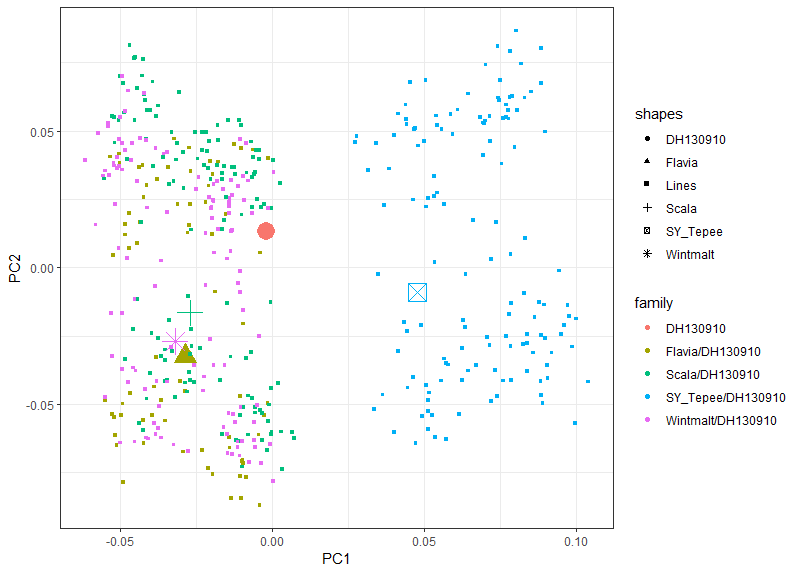 0.05
0.00
-0.05
PC2
-0.05
0.00
0.05
0.10
PC1
shapes
DH130910
Flavia
Lines
Scala
SY_Tepee
Wintmalt
family
DH130910
Flavia/DH130910
Scala/DH130910
SY_Tepee/DH130910
Wintmalt/DH130910